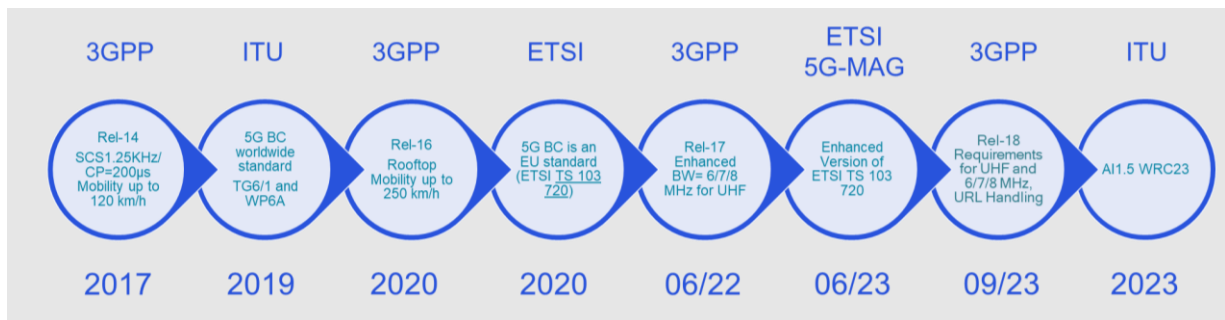 3GPP
ITU
3GPP
ETSI
3GPP
ETSI
5G-MAG
3GPP
ITU
Rel-14
SCS1.25KHz/
CP=200µs
Mobility up to
120 km/h
5G BC
worldwide
standard
TG6/1 and
WP6A
Rel-16
Rooftop
Mobility up to
250 km/h
5G BC is an
EU standard
(ETSI TS 103
720)
Rel-17
Enhanced
BW= 6/7/8
MHz for UHF
Enhanced
Version of
ETSI TS 103
720
Rel-18
Requirements
for UHF and
6/7/8 MHz,
URL Handling
AI1.5 WRC23
2017
2019
2020
2020
06/22
06/23
09/23
2023